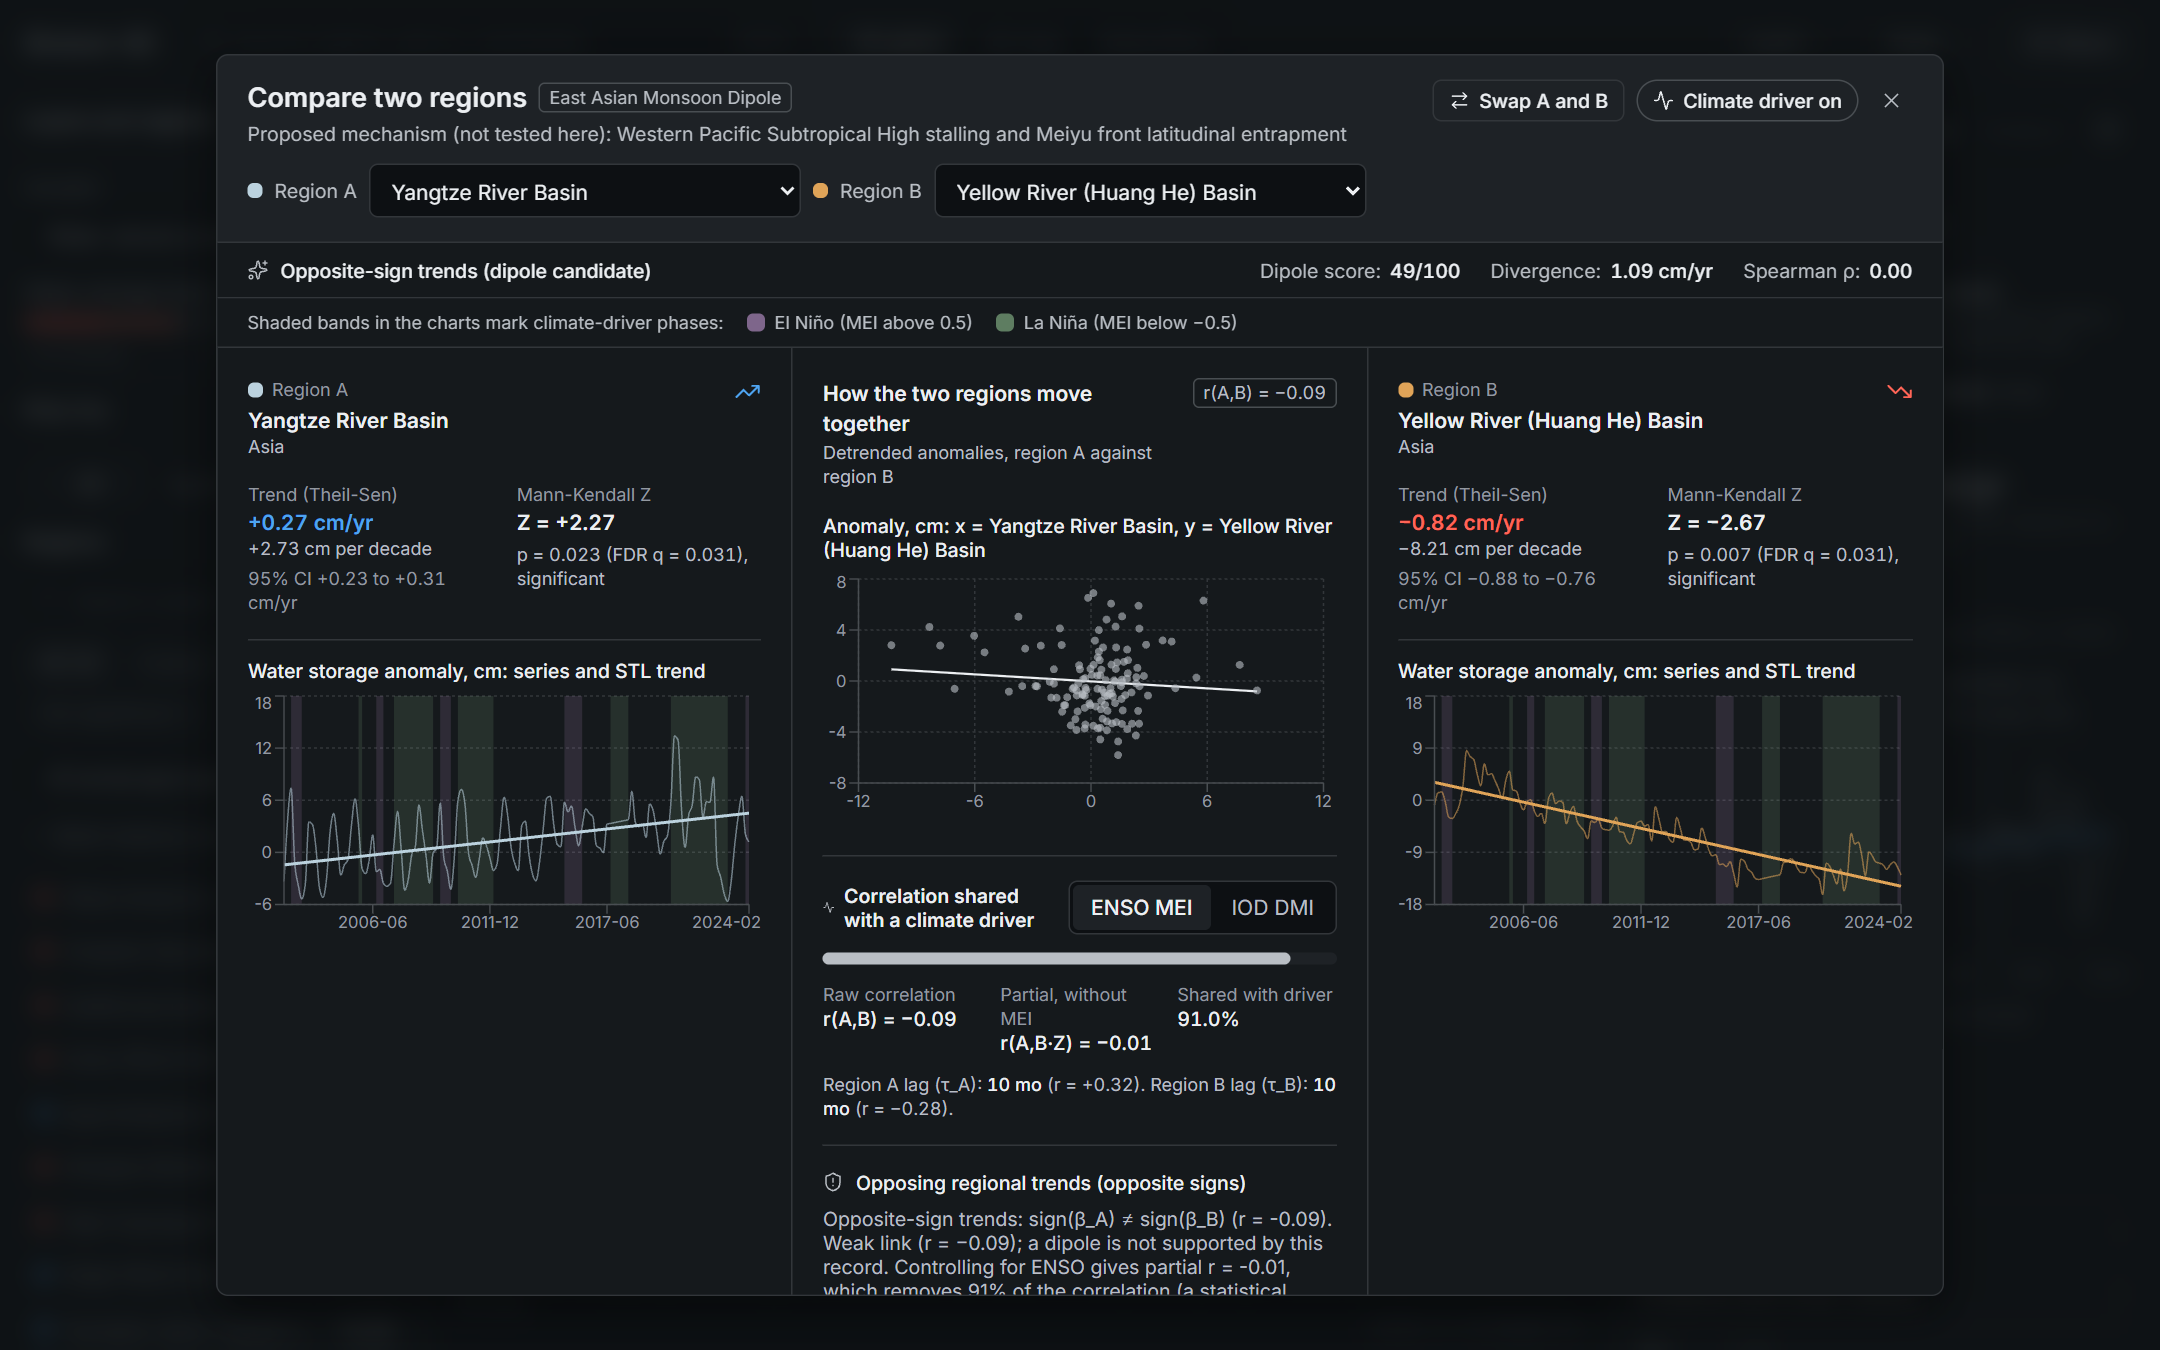 Compare two regions
East Asian Monsoon Dipole
Swap A and B
Climate driver on
Proposed mechanism (not tested here): Western Pacific Subtropical High stalling and Meiyu front latitudinal entrapment
Region A
Yangtze River Basin
Region B
Yellow River (Huang He) Basin
Opposite-sign trends (dipole candidate)
Dipole score: 49/100
Divergence: 1.09 cm/yr
Spearman ρ: 0.00
Shaded bands in the charts mark climate-driver phases:
El Niño (MEI above 0.5)
La Niña (MEI below −0.5)
Region A
Yangtze River Basin
Asia
Trend (Theil-Sen)
+0.27 cm/yr
+2.73 cm per decade
95% CI +0.23 to +0.31
cm/yr
Mann-Kendall Z
Z = +2.27
p = 0.023 (FDR q = 0.031),
significant
Water storage anomaly, cm: series and STL trend
18
12
6
0
-6
2006-06
2011-12
2017-06
2024-02
How the two regions move
together
r(A,B) = −0.09
Detrended anomalies, region A against
region B
Anomaly, cm: x = Yangtze River Basin, y = Yellow River
(Huang He) Basin
8
4
0
-4
-8
-12
-6
0
6
12
Correlation shared
with a climate driver
ENSO MEI
IOD DMI
Raw correlation
r(A,B) = −0.09
Partial, without
MEI
r(A,B·Z) = −0.01
Shared with driver
91.0%
Region A lag (τ_A): 10 mo (r = +0.32). Region B lag (τ_B): 10
mo (r = −0.28).
Opposing regional trends (opposite signs)
Opposite-sign trends: sign(β_A) ≠ sign(β_B) (r = -0.09).
Weak link (r = −0.09); a dipole is not supported by this
record. Controlling for ENSO gives partial r = -0.01,
which removes 91% of the correlation (a statistical
Region B
Yellow River (Huang He) Basin
Asia
Trend (Theil-Sen)
−0.82 cm/yr
−8.21 cm per decade
95% CI −0.88 to −0.76
cm/yr
Mann-Kendall Z
Z = −2.67
p = 0.007 (FDR q = 0.031),
significant
Water storage anomaly, cm: series and STL trend
18
9
0
-9
-18
2006-06
2011-12
2017-06
2024-02